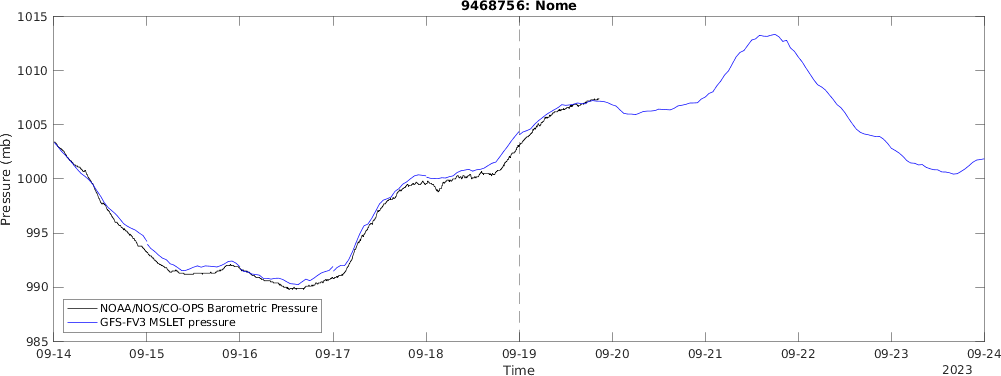 9468756: Nome
1015
1010
1005
1000
995
990
985
Pressure (mb)
NOAA/NOS/CO-OPS Barometric Pressure
GFS-FV3 MSLET pressure
09-14 09-15 09-16 09-17 09-18 09-19 09-20 09-21 09-22 09-23 09-24
Time
2023